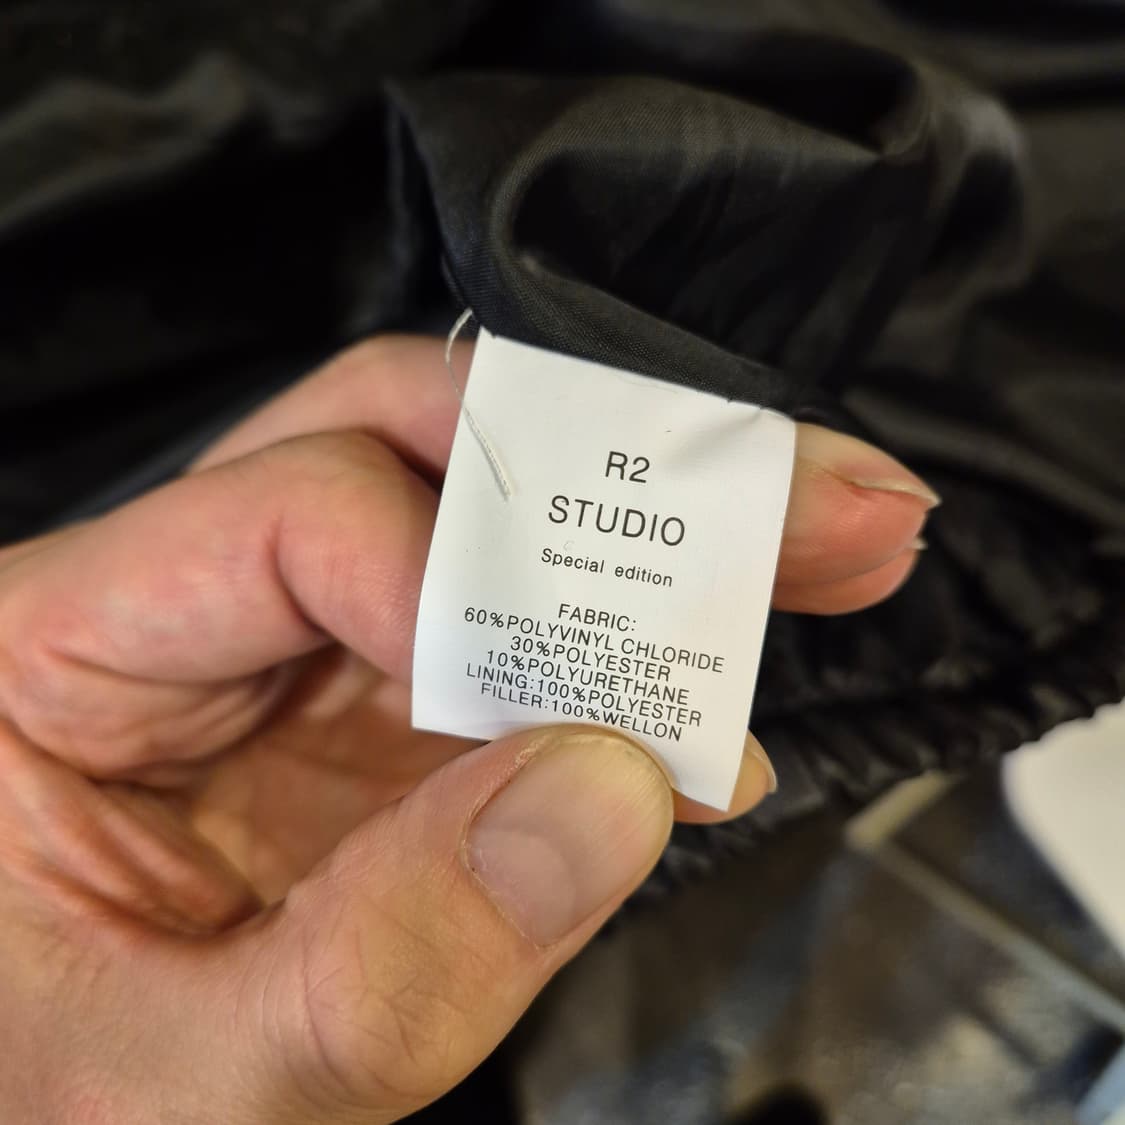 R2
STUDIO
Special edition
FABRIC:
60%POLYVINYL CHLORIDE
30%POLYESTER
10%POLYURETHANE
LINING:100%POLYESTER
FILLER:100%WELLON